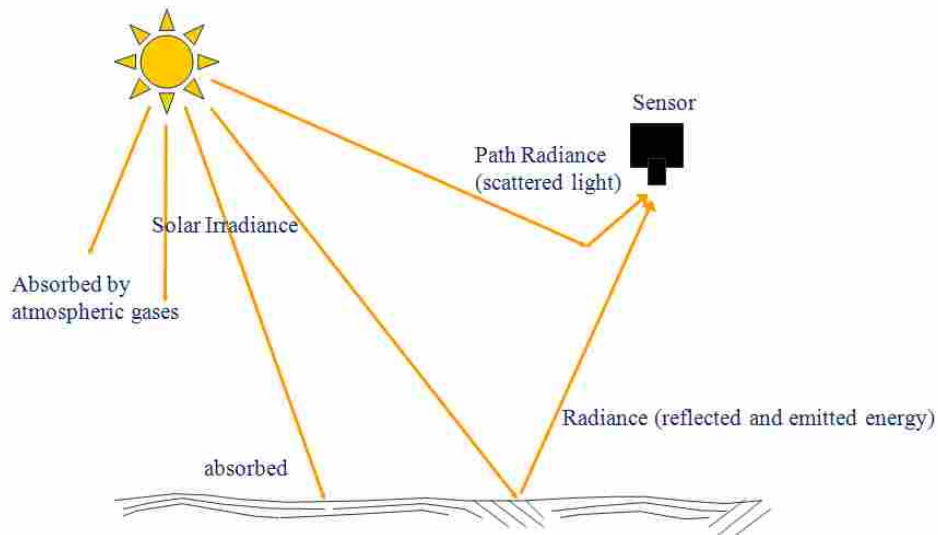 Sensor
Path Radiance
(scattered light)
Solar Irradiance
Absorbed by
atmospheric gases
Radiance (reflected and emitted energy)
absorbed